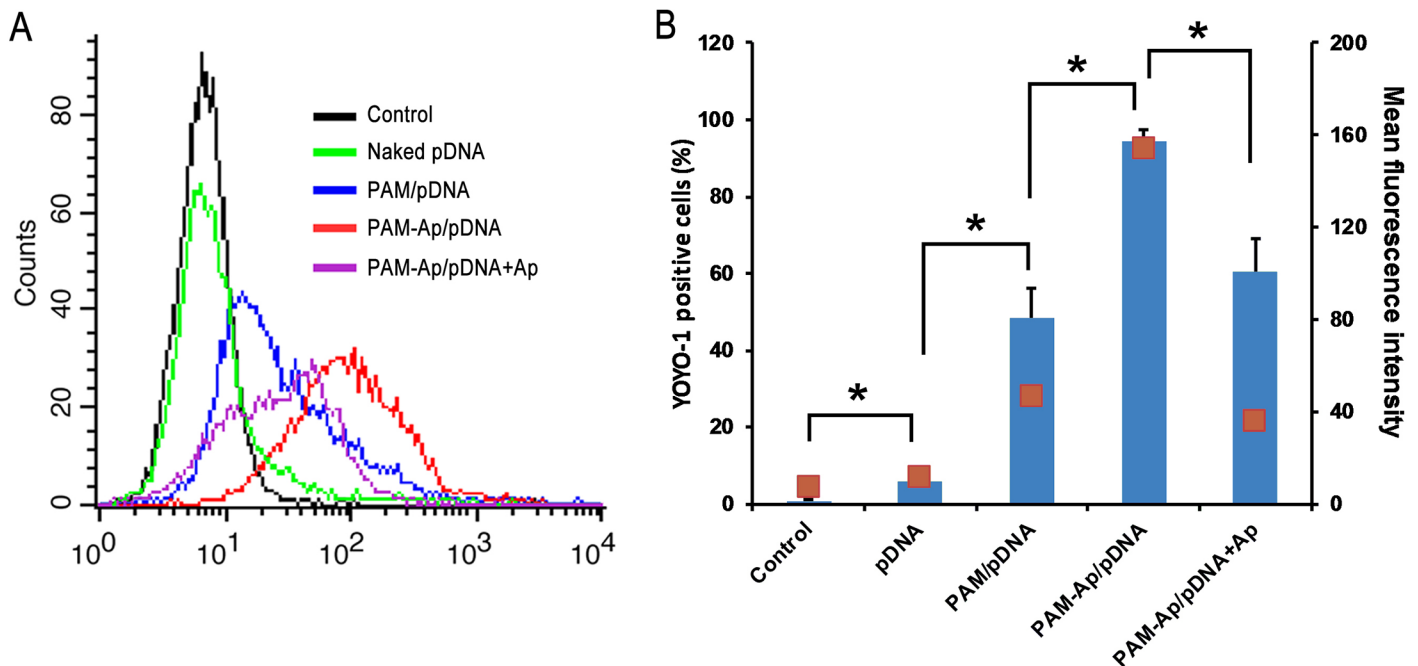 A
Counts
80
60
40
20
0
10^0 10^1 10^2 10^3 10^4
Control
Naked pDNA
PAM/pDNA
PAM-Ap/pDNA
PAM-Ap/pDNA+Ap
B
YOYO-1 positive cells (%)
120
100
80
60
40
20
0
*
*
*
*
200
160
120
80
40
0
Mean fluorescence intensity
Control
pDNA
PAM/pDNA
PAM-Ap/pDNA
PAM-Ap/pDNA+Ap